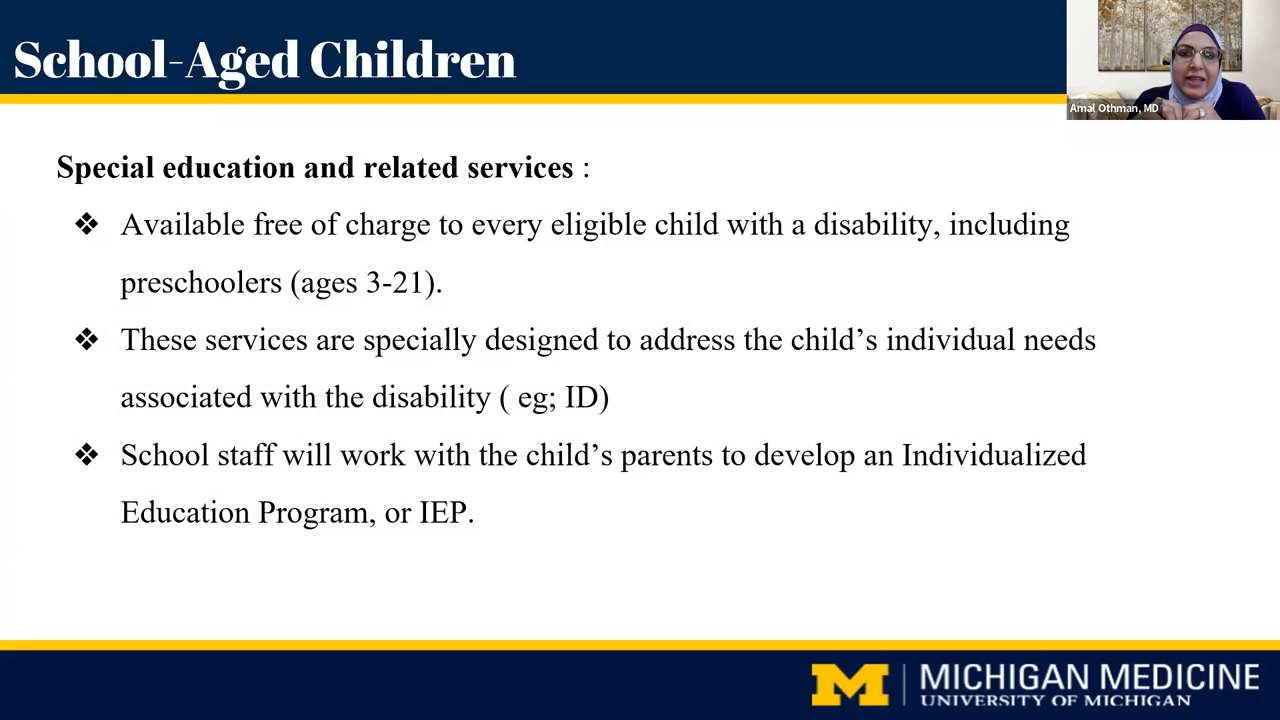 School-Aged Children
Amal Othman, MD
Special education and related services :
❖ Available free of charge to every eligible child with a disability, including
preschoolers (ages 3-21).
❖ These services are specially designed to address the child’s individual needs
associated with the disability ( eg; ID)
❖ School staff will work with the child’s parents to develop an Individualized
Education Program, or IEP.
M | MICHIGAN MEDICINE
UNIVERSITY OF MICHIGAN